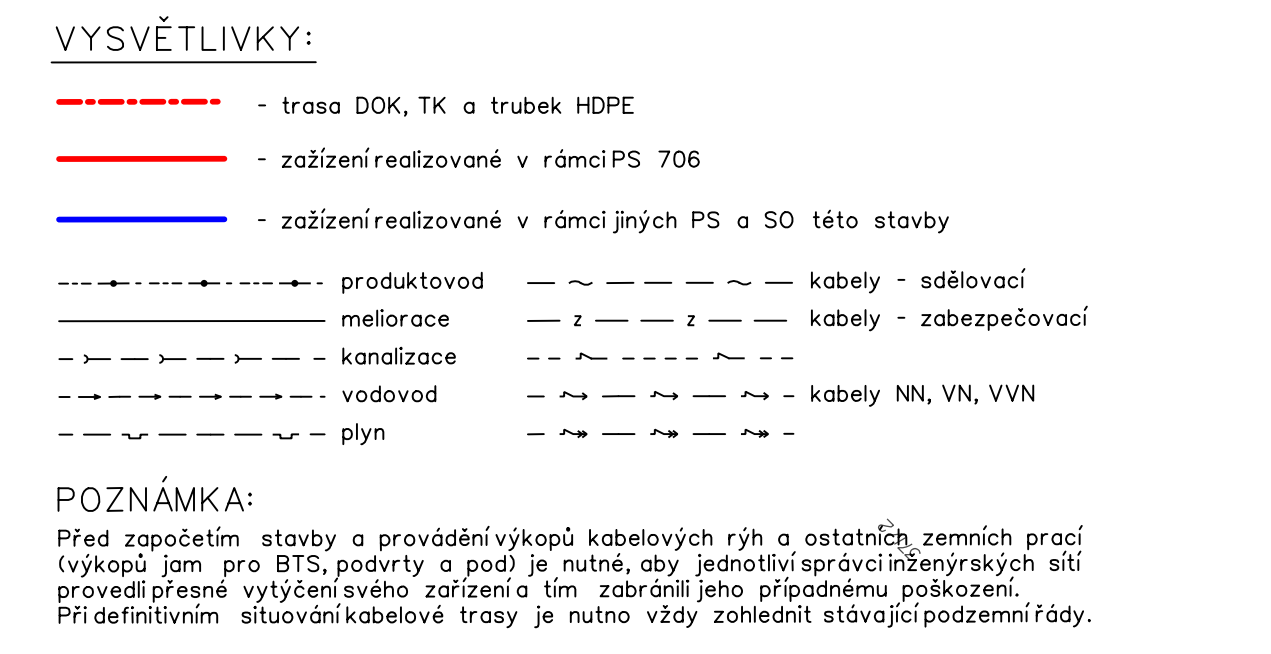 VYSVĚTLIVKY:
- trasa DOK, TK a trubek HDPE
- zažízení realizované v rámci PS 706
- zažízení realizované v rámci jiných PS a SO této stavby
produktovod kabely - sdělovací
meliorace z z kabely - zabezpečovací
kanalizace
vodovod kabely NN, VN, VVN
plyn
POZNÁMKA:
Před započetím stavby a provádění výkopů kabelových rýh a ostatních zemních prací
(výkopů jam pro BTS, podvrty a pod) je nutné, aby jednotliví správci inženýrských sítí
provedli přesné vytýčení svého zařízení a tím zabránili jeho případnému poškození.
Při definitivním situování kabelové trasy je nutno vždy zohlednit stávající podzemní řády.